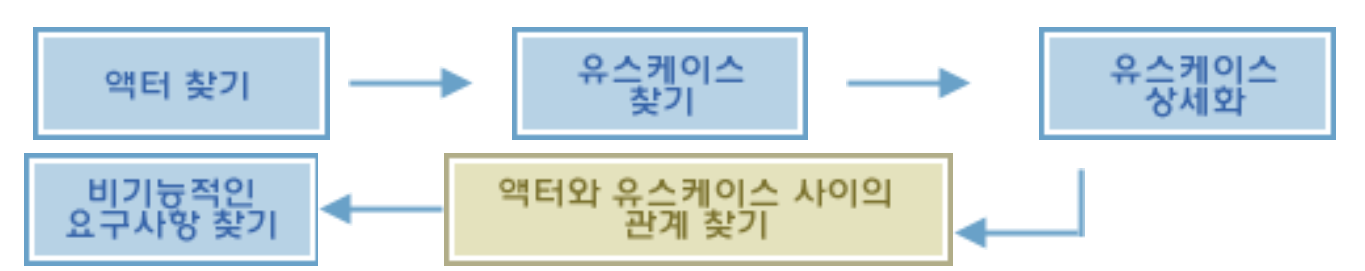 액터 찾기
유스케이스
찾기
유스케이스
상세화
액터와 유스케이스 사이의
관계 찾기
비기능적인
요구사항 찾기